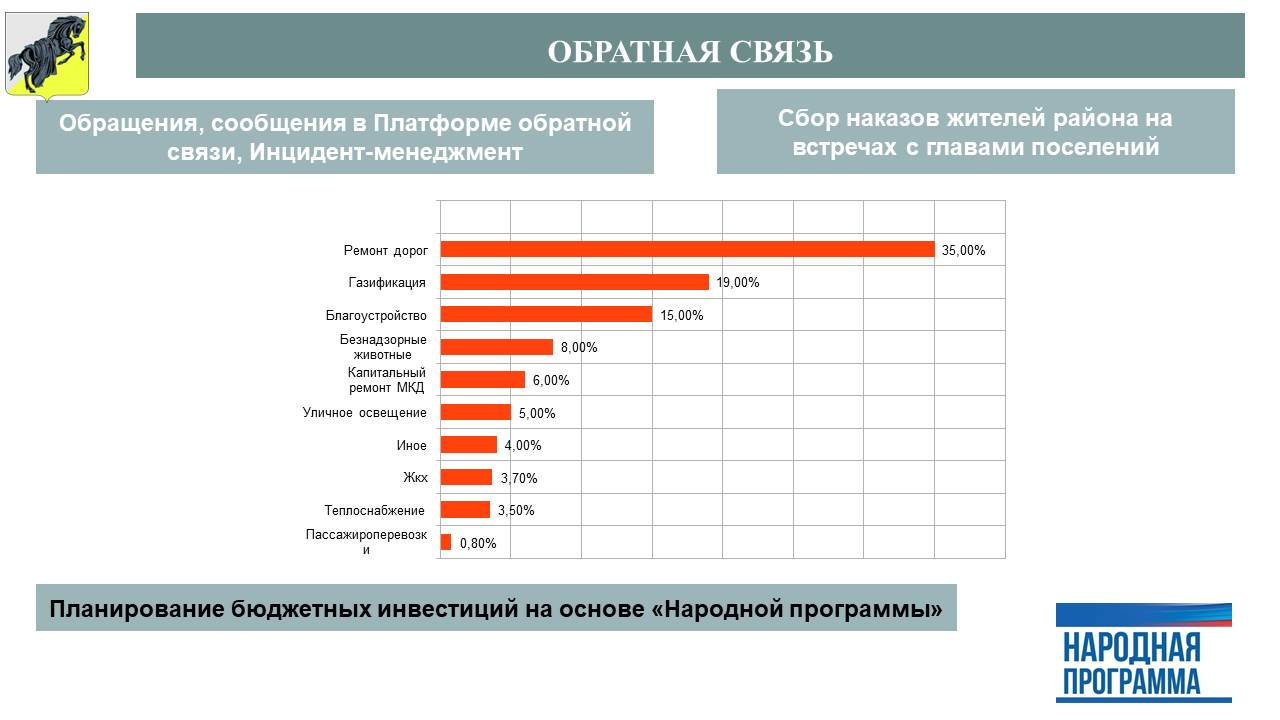 ОБРАТНАЯ СВЯЗЬ
Обращения, сообщения в Платформе обратной
связи, Инцидент-менеджмент
Сбор наказов жителей района на
встречах с главами поселений
Ремонт дорог
35,00%
Газификация
19,00%
Благоустройство
15,00%
Безнадзорные
животные
8,00%
Капитальный
ремонт МКД
6,00%
Уличное освещение
5,00%
Иное
4,00%
Жкх
3,70%
Теплоснабжение
3,50%
Пассажироперевозк
и
0,80%
Планирование бюджетных инвестиций на основе «Народной программы»
НАРОДНАЯ
ПРОГРАММА